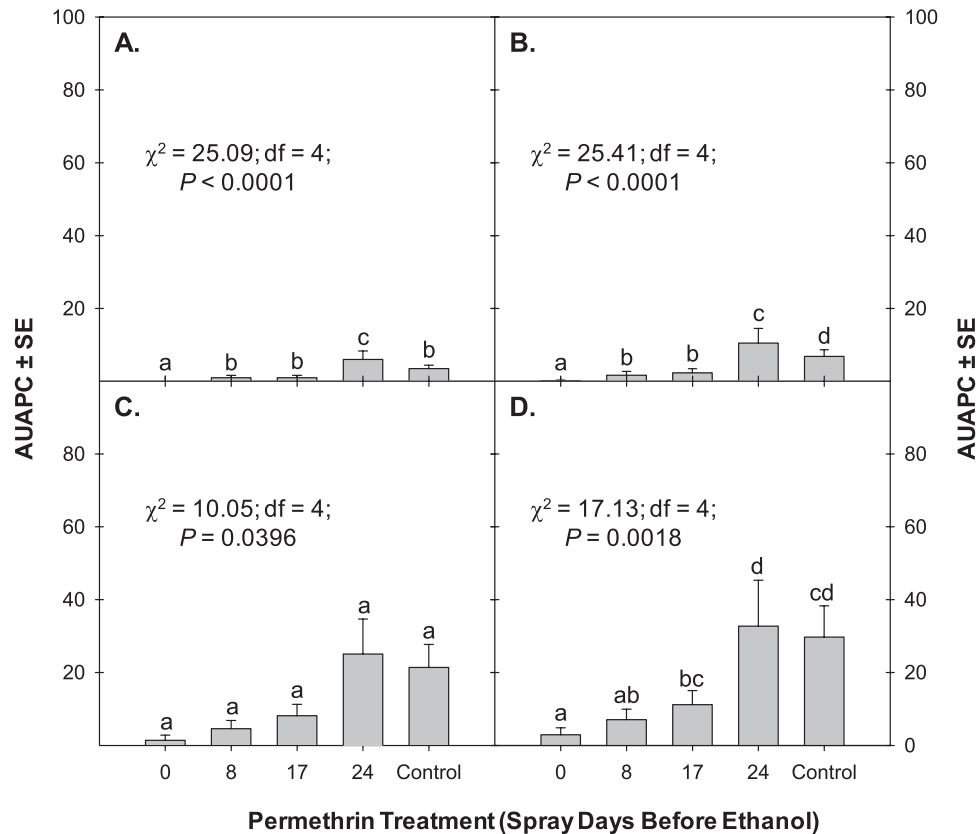 100
80
60
40
20
A.
χ² = 25.09; df = 4;
P < 0.0001
a b b c b
B.
χ² = 25.41; df = 4;
P < 0.0001
a b b c d
100
80
60
40
20
AUAPC ± SE
AUAPC ± SE
80
60
40
20
0
C.
χ² = 10.05; df = 4;
P = 0.0396
a a a a a
D.
χ² = 17.13; df = 4;
P = 0.0018
a ab bc d cd
80
60
40
20
0
0 8 17 24 Control
0 8 17 24 Control
Permethrin Treatment (Spray Days Before Ethanol)